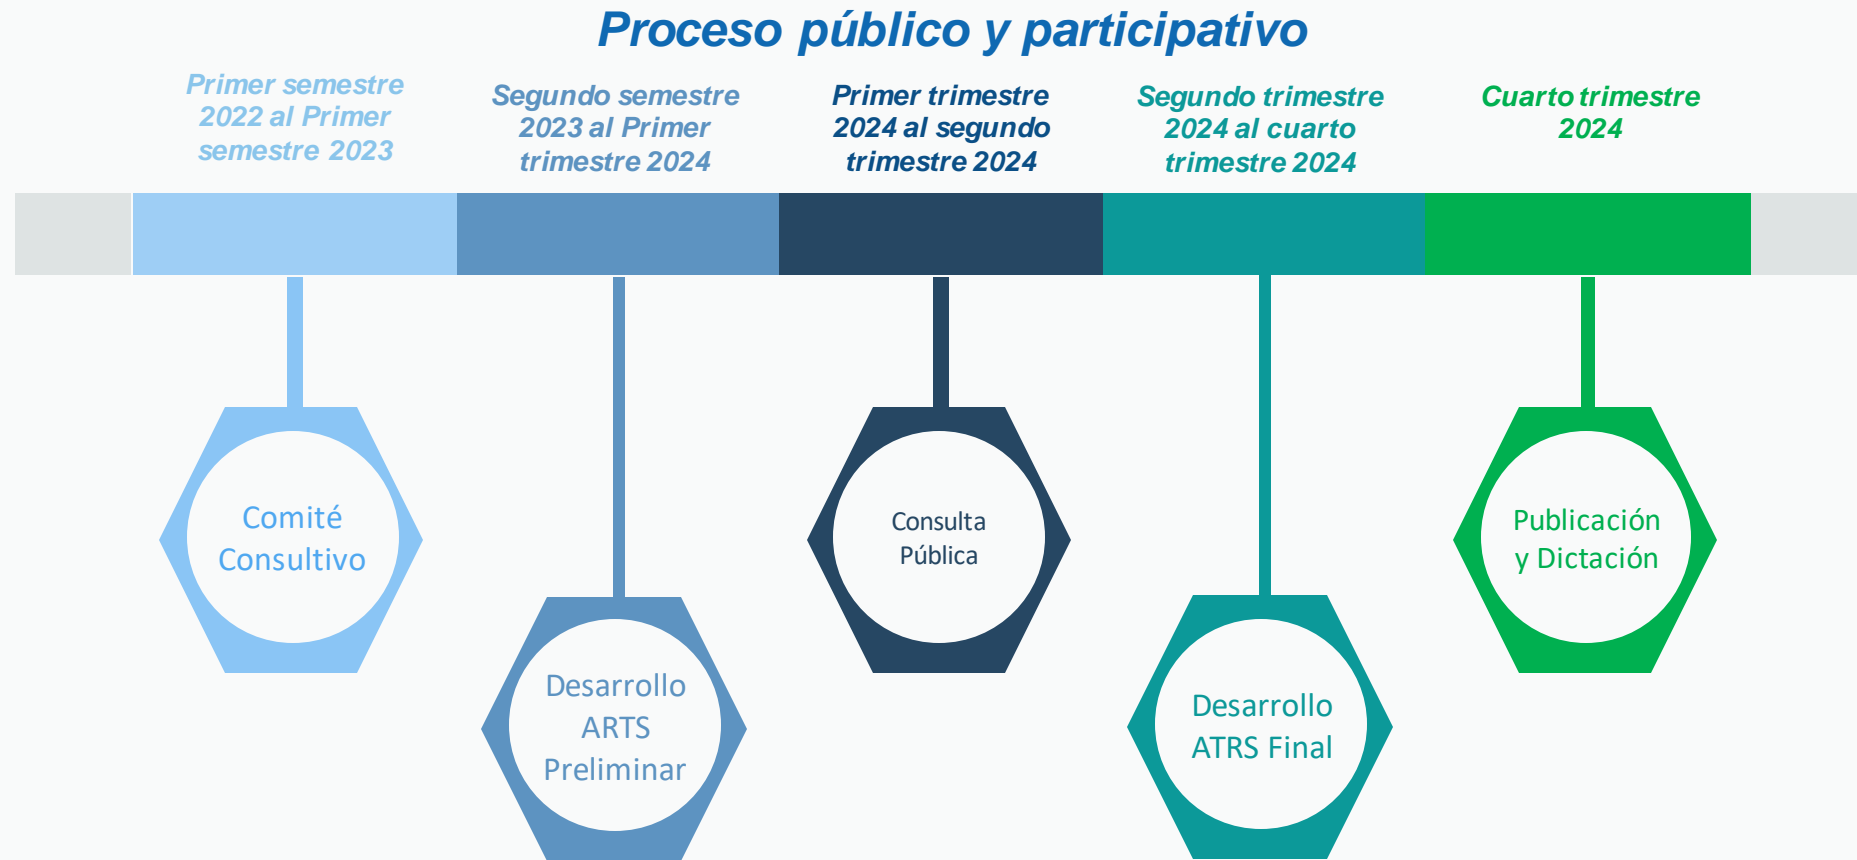 Proceso público y participativo
Primer semestre
2022 al Primer
semestre 2023
Segundo semestre
2023 al Primer
trimestre 2024
Primer trimestre
2024 al segundo
trimestre 2024
Segundo trimestre
2024 al cuarto
trimestre 2024
Cuarto trimestre
2024
Comité
Consultivo
Desarrollo
ARTS
Preliminar
Consulta
Pública
Desarrollo
ATRS Final
Publicación
y Dictación